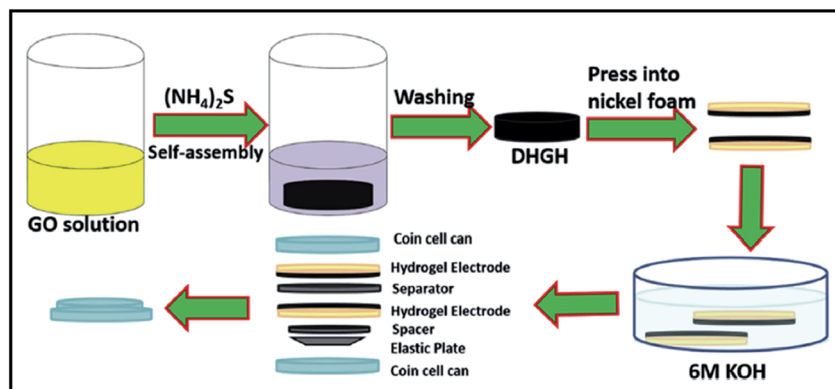 (NH₄)₂S
Self-assembly
GO solution
Washing
DHGH
Press into
nickel foam
6M KOH
Coin cell can
Hydrogel Electrode
Separator
Hydrogel Electrode
Spacer
Elastic Plate
Coin cell can